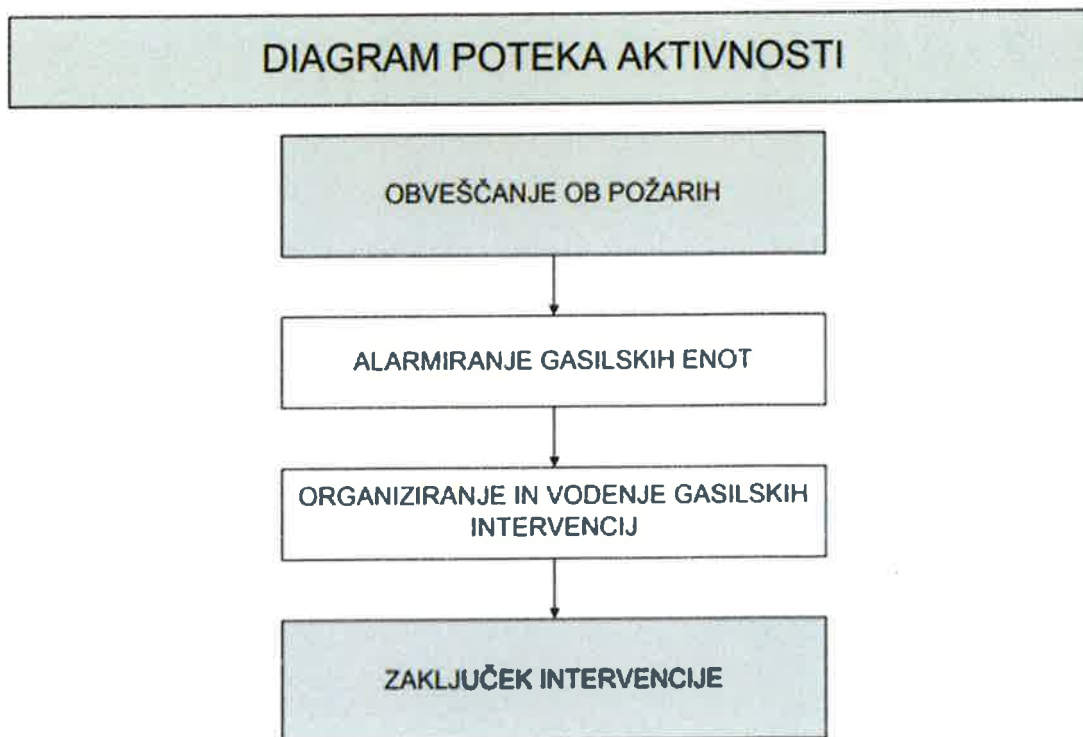 DIAGRAM POTEKA AKTIVNOSTI
OBVEŠČANJE OB POŽARIH
ALARMIRANJE GASILSKIH ENOT
ORGANIZIRANJE IN VODENJE GASILSKIH
INTERVENCIJ
ZAKLJUČEK INTERVENCIJE